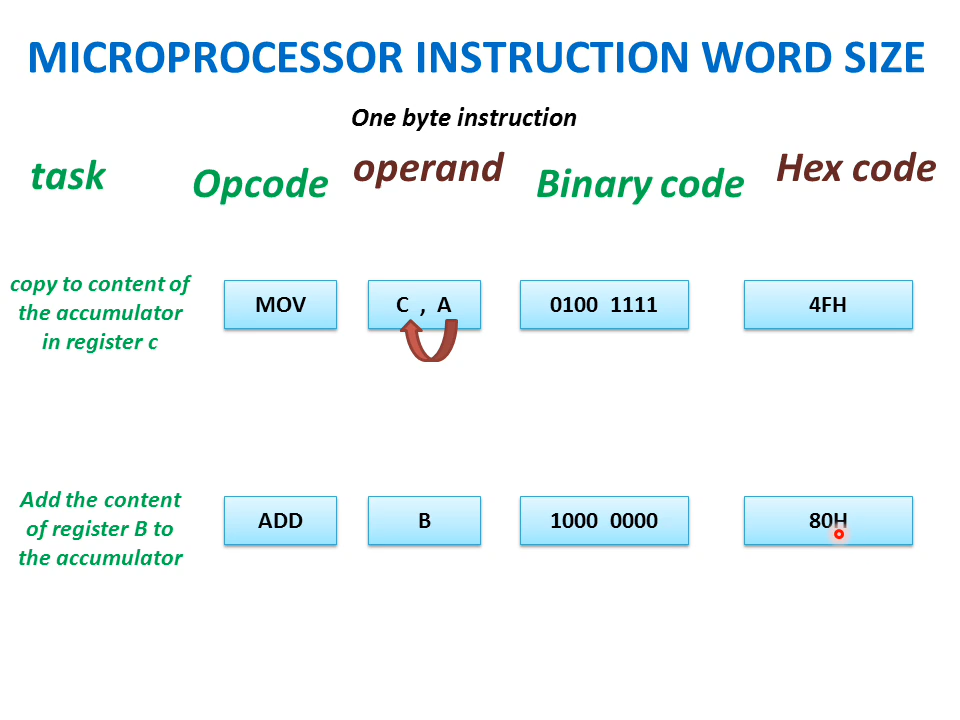 MICROPROCESSOR INSTRUCTION WORD SIZE
One byte instruction
task Opcode operand Binary code Hex code
copy to content of
the accumulator
in register c
MOV
C , A
0100 1111
4FH
Add the content
of register B to
the accumulator
ADD
B
1000 0000
80H